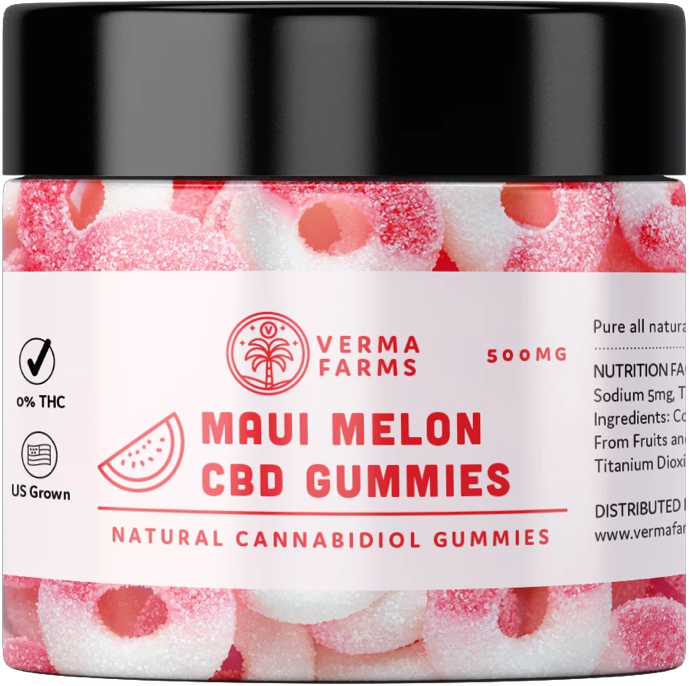 0% THC
US Grown
V
VERMA
FARMS
500MG
MAUI MELON
CBD GUMMIES
NATURAL CANNABIDIOL GUMMIES
Pure all natura
NUTRITION FA
Sodium 5mg, T
Ingredients: Co
From Fruits an
Titanium Dioxi
DISTRIBUTED
www.vermafar